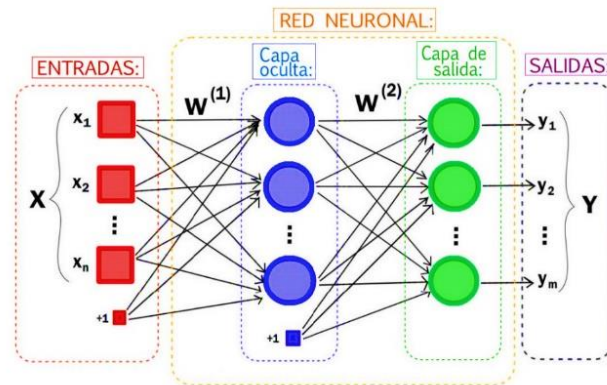 RED NEURONAL:
ENTRADAS:
Capa
oculta:
Capa de
salida:
SALIDAS:
W(1)
W(2)
X
x1
x2
xn
+1
+1
y1
y2
ym
Y